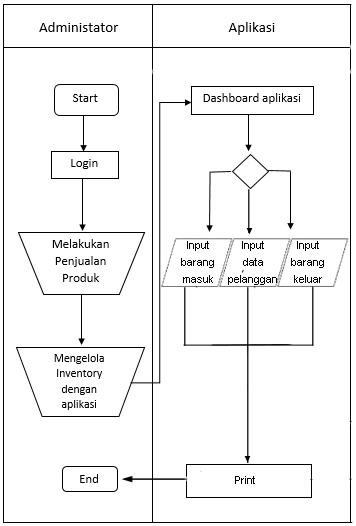 Administator
Aplikasi
Start
Login
Melakukan
Penjualan
Produk
Mengelola
Inventory
dengan
aplikasi
End
Dashboard aplikasi
Input
barang
masuk
Input
data
pelanggan
Input
barang
keluar
Print